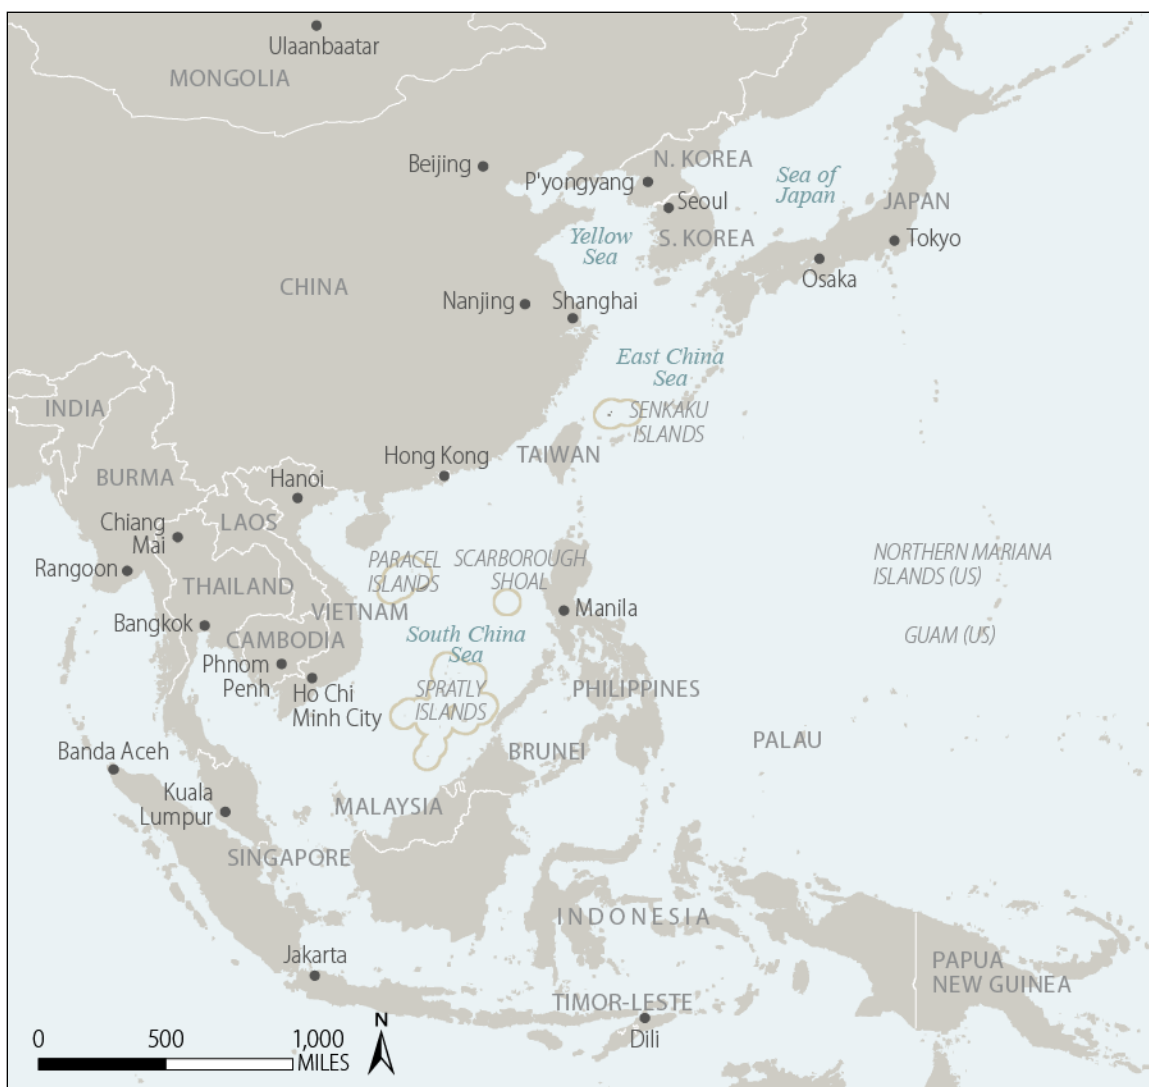 Ulaanbaatar
MONGOLIA
Beijing
N. KOREA
P'yongyang
Sea of
Japan
Seoul
JAPAN
Yellow
Sea
S. KOREA
Tokyo
Osaka
CHINA
Nanjing
Shanghai
East China
Sea
INDIA
SENKAKU
ISLANDS
TAIWAN
Hong Kong
BURMA
Hanoi
Chiang
Mai
LAOS
Rangoon
PARACEL
ISLANDS
SCARBOROUGH
SHOAL
NORTHERN MARIANA
ISLANDS (US)
THAILAND
VIETNAM
Manila
Bangkok
CAMBODIA
South China
Sea
GUAM (US)
Phnom
Penh
Ho Chi
Minh City
SPRATLY
ISLANDS
PHILIPPINES
Banda Aceh
BRUNEI
PALAU
Kuala
Lumpur
MALAYSIA
SINGAPORE
INDONESIA
Jakarta
PAPUA
NEW GUINEA
TIMOR-LESTE
Dili
N
0 500 1,000
MILES